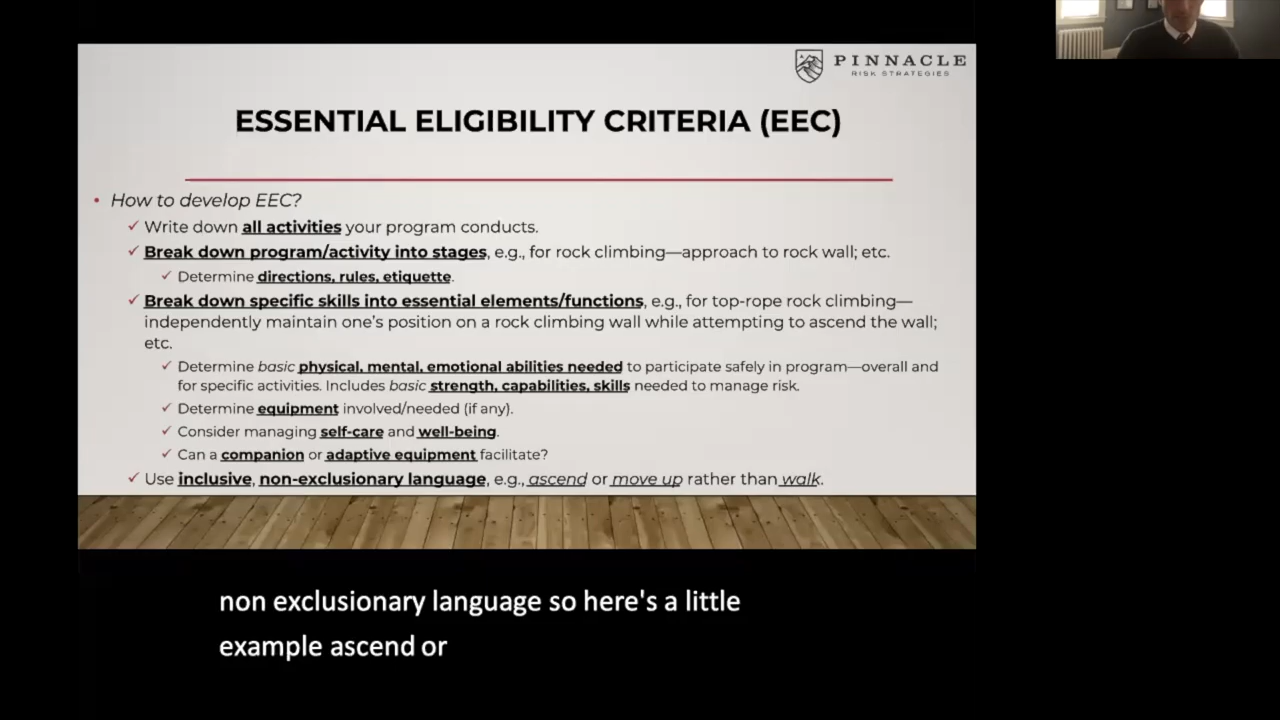 PINNACLE
RISK STRATEGIES
ESSENTIAL ELIGIBILITY CRITERIA (EEC)
• How to develop EEC?
✓ Write down all activities your program conducts.
✓ Break down program/activity into stages, e.g., for rock climbing—approach to rock wall; etc.
✓ Determine directions, rules, etiquette.
✓ Break down specific skills into essential elements/functions, e.g., for top-rope rock climbing—
independently maintain one's position on a rock climbing wall while attempting to ascend the wall;
etc.
✓ Determine basic physical, mental, emotional abilities needed to participate safely in program—overall and
for specific activities. Includes basic strength, capabilities, skills needed to manage risk.
✓ Determine equipment involved/needed (if any).
✓ Consider managing self-care and well-being.
✓ Can a companion or adaptive equipment facilitate?
✓ Use inclusive, non-exclusionary language, e.g., ascend or move up rather than walk.
non exclusionary language so here's a little
example ascend or